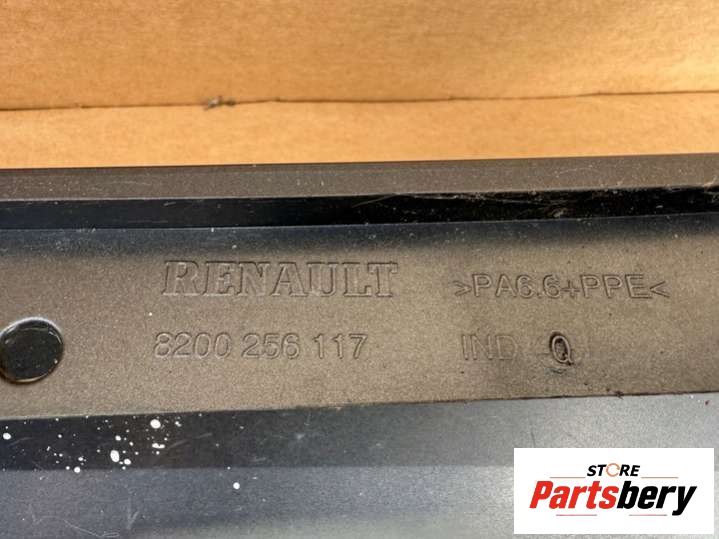 RENAULT
>PA6.6+PPE<
8200 256 117
IND Q
STORE
Partsbery